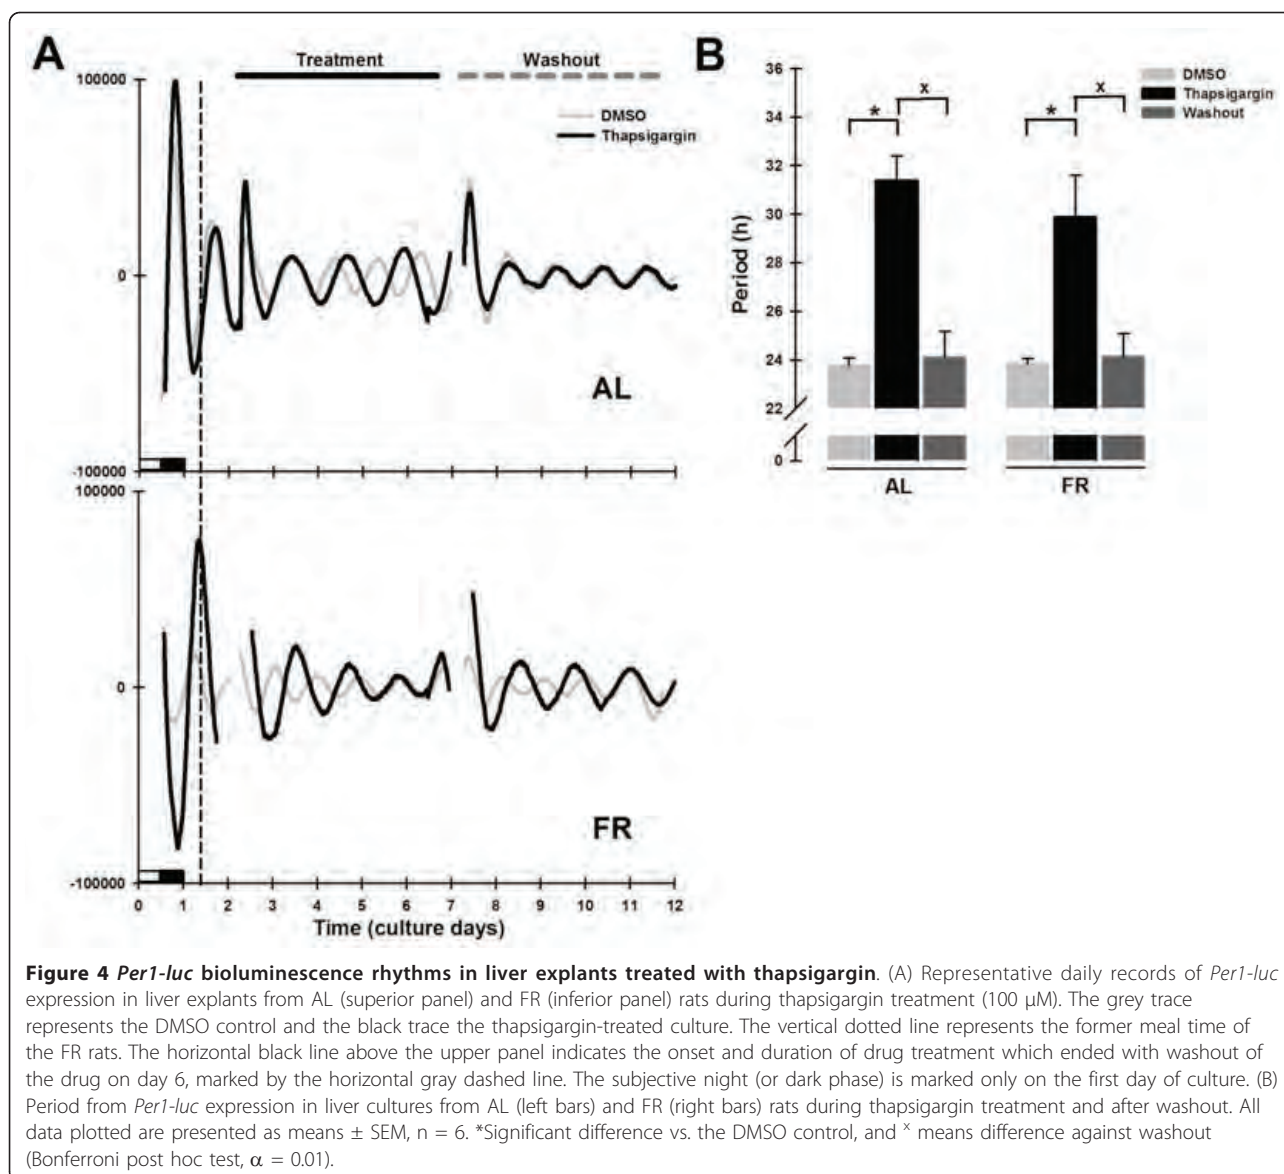 A
Treatment
Washout
100000
DMSO
Thapsigargin
0
AL
-100000
100000
0
FR
-100000
0 1 2 3 4 5 6 7 8 9 10 11 12
Time (culture days)
B
36
34
32
30
28
26
24
22
0
Period (h)
DMSO
Thapsigargin
Washout
* x
* x
AL FR
Figure 4 Per1-luc bioluminescence rhythms in liver explants treated with thapsigargin. (A) Representative daily records of Per1-luc
expression in liver explants from AL (superior panel) and FR (inferior panel) rats during thapsigargin treatment (100 μM). The grey trace
represents the DMSO control and the black trace the thapsigargin-treated culture. The vertical dotted line represents the former meal time of
the FR rats. The horizontal black line above the upper panel indicates the onset and duration of drug treatment which ended with washout of
the drug on day 6, marked by the horizontal gray dashed line. The subjective night (or dark phase) is marked only on the first day of culture. (B)
Period from Per1-luc expression in liver cultures from AL (left bars) and FR (right bars) rats during thapsigargin treatment and after washout. All
data plotted are presented as means ± SEM, n = 6. *Significant difference vs. the DMSO control, and x means difference against washout
(Bonferroni post hoc test, α = 0.01).